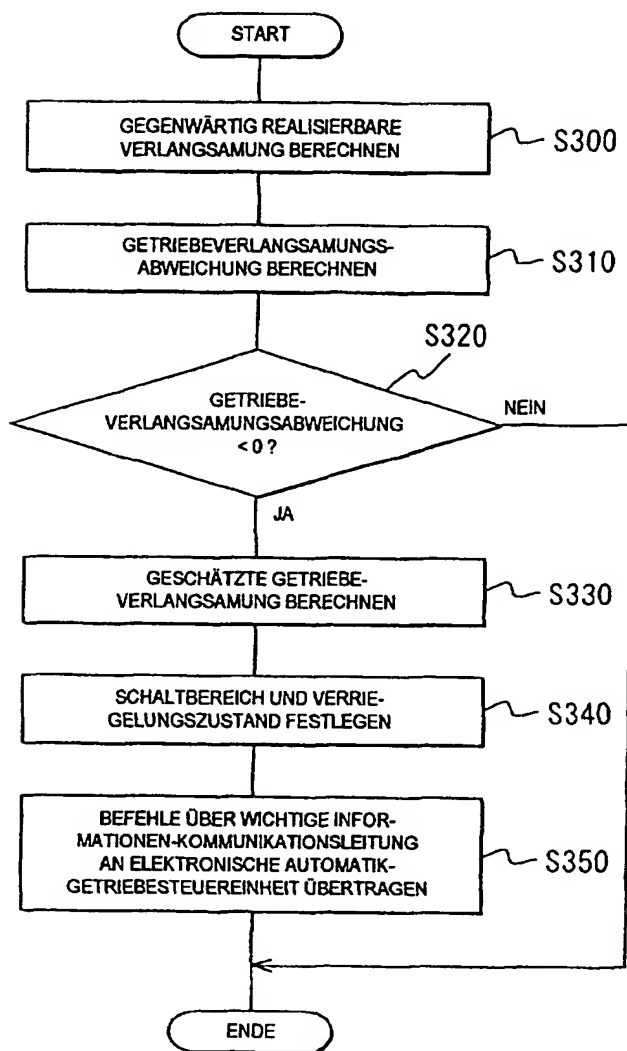 START
GEGENWÄRTIG REALISIERBARE
VERLANGSAMUNG BERECHNEN
S300
GETRIEBEVERLANGSAMUNGS-
ABWEICHUNG BERECHNEN
S310
S320
GETRIEBE-
VERLANGSAMUNGSABWEICHUNG
< 0 ?
NEIN
JA
GESCHÄTZTE GETRIEBE-
VERLANGSAMUNG BERECHNEN
S330
SCHALTBEREICH UND VERRIE-
GELUNGSZUSTAND FESTLEGEN
S340
BEFEHLE ÜBER WICHTIGE INFOR-
MATIONEN-KOMMUNIKATIONSLEITUNG
AN ELEKTRONISCHE AUTOMATIK-
GETRIEBESTEUEREINHEIT ÜBERTRAGEN
S350
ENDE